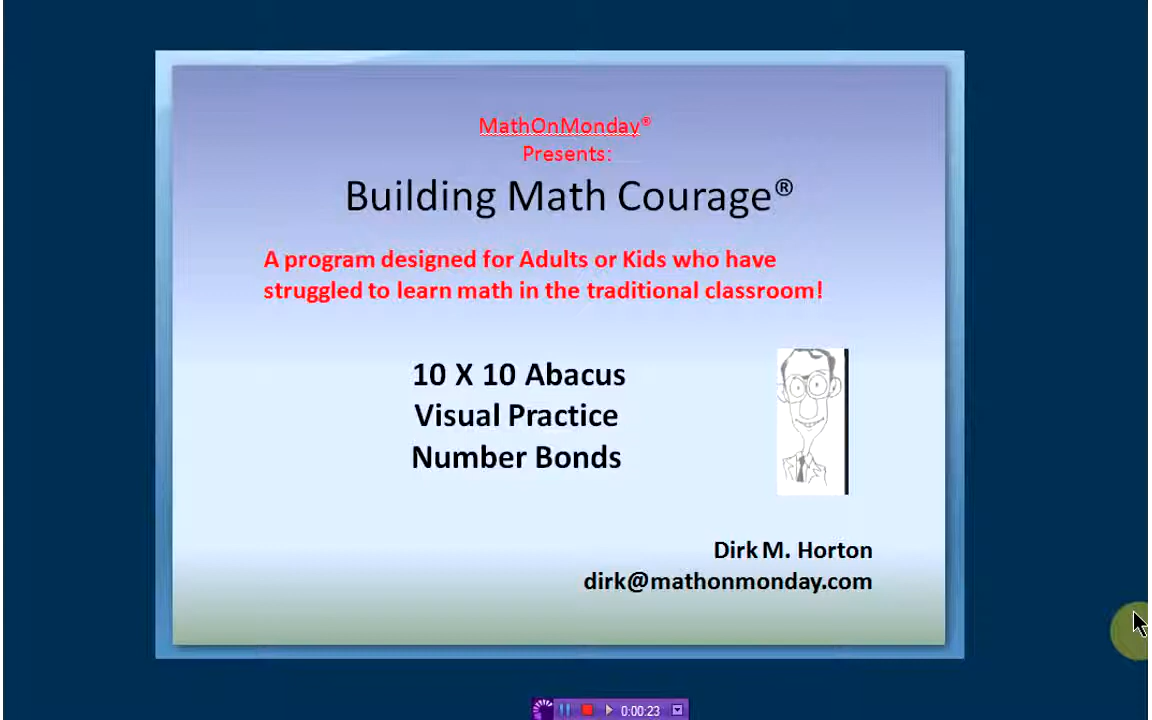 MathOnMonday®
Presents:
Building Math Courage®
A program designed for Adults or Kids who have
struggled to learn math in the traditional classroom!
10 X 10 Abacus
Visual Practice
Number Bonds
Dirk M. Horton
dirk@mathonmonday.com
0:00:23